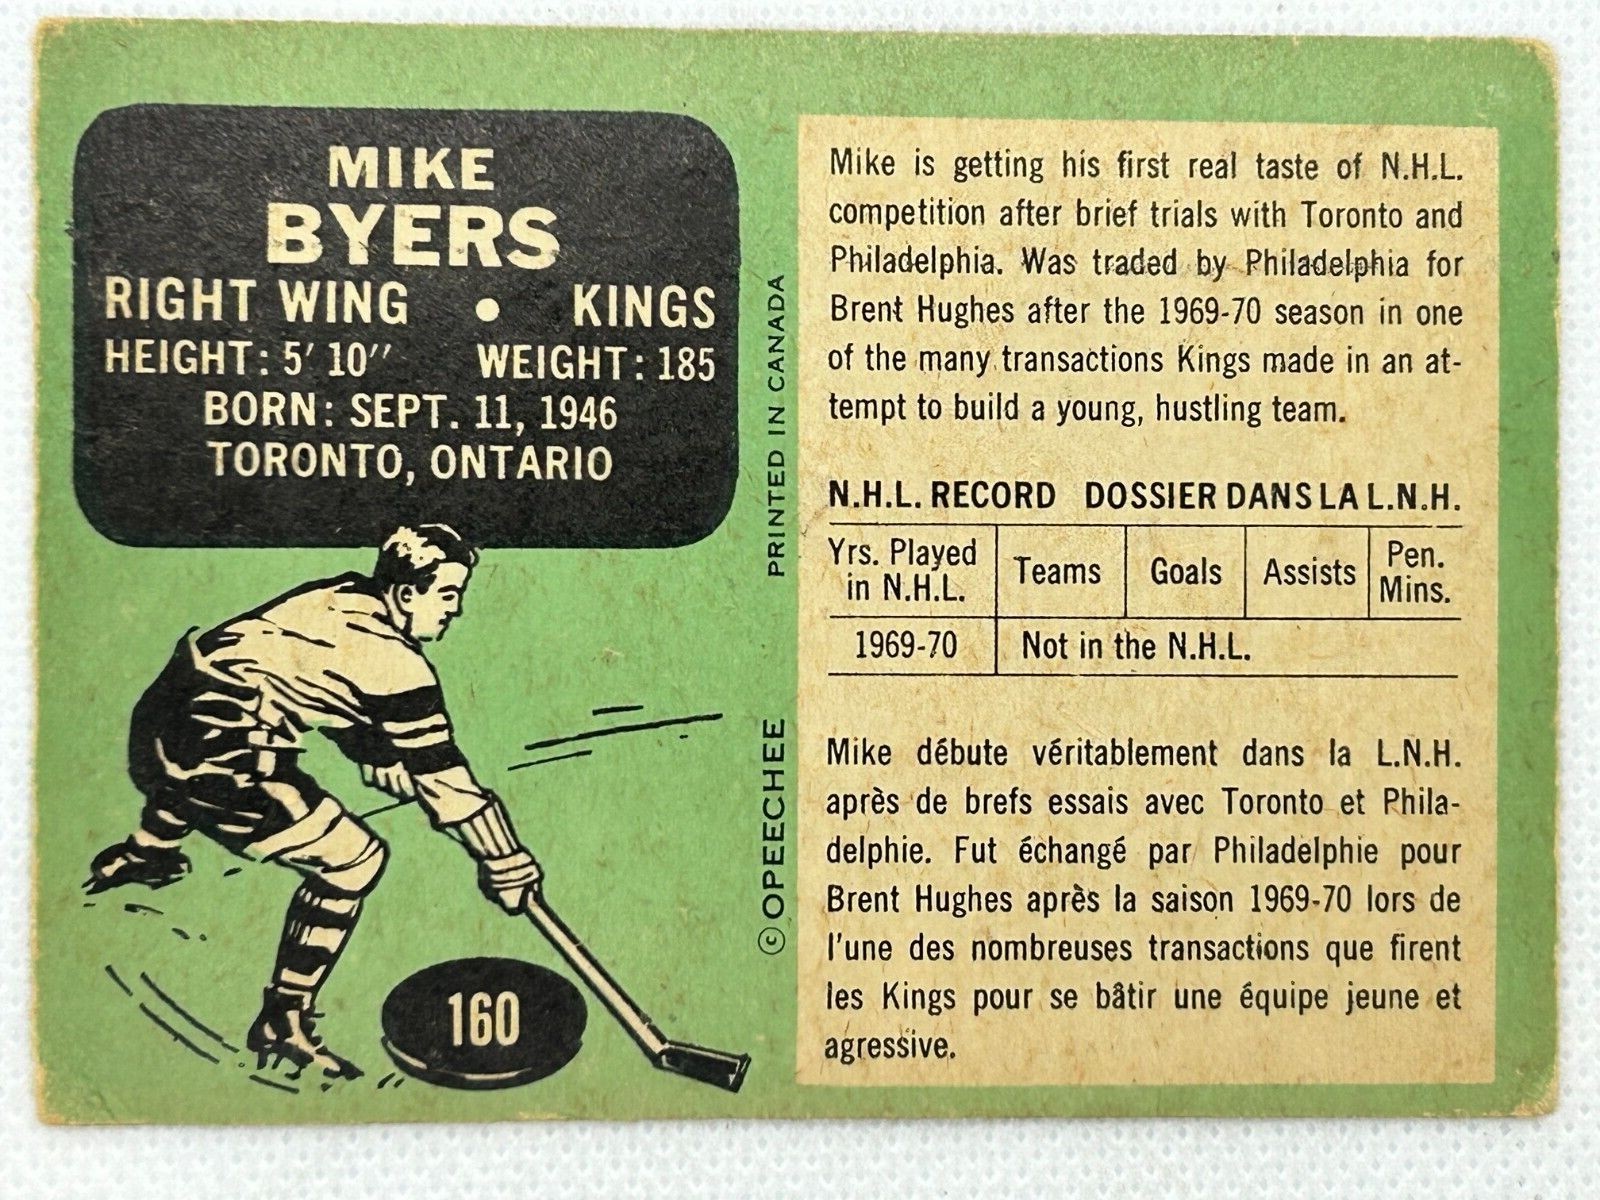 MIKE
BYERS
RIGHT WING • KINGS
HEIGHT: 5' 10" WEIGHT: 185
BORN: SEPT. 11, 1946
TORONTO, ONTARIO
160
© OPEECHEE PRINTED IN CANADA
Mike is getting his first real taste of N.H.L.
competition after brief trials with Toronto and
Philadelphia. Was traded by Philadelphia for
Brent Hughes after the 1969-70 season in one
of the many transactions Kings made in an at-
tempt to build a young, hustling team.
N.H.L. RECORD DOSSIER DANS LA L.N.H.
Yrs. Played
in N.H.L. Teams Goals Assists Pen.
Mins.
1969-70 Not in the N.H.L.
Mike débute véritablement dans la L.N.H.
après de brefs essais avec Toronto et Phila-
delphie. Fut échangé par Philadelphie pour
Brent Hughes après la saison 1969-70 lors de
l'une des nombreuses transactions que firent
les Kings pour se bâtir une équipe jeune et
agressive.